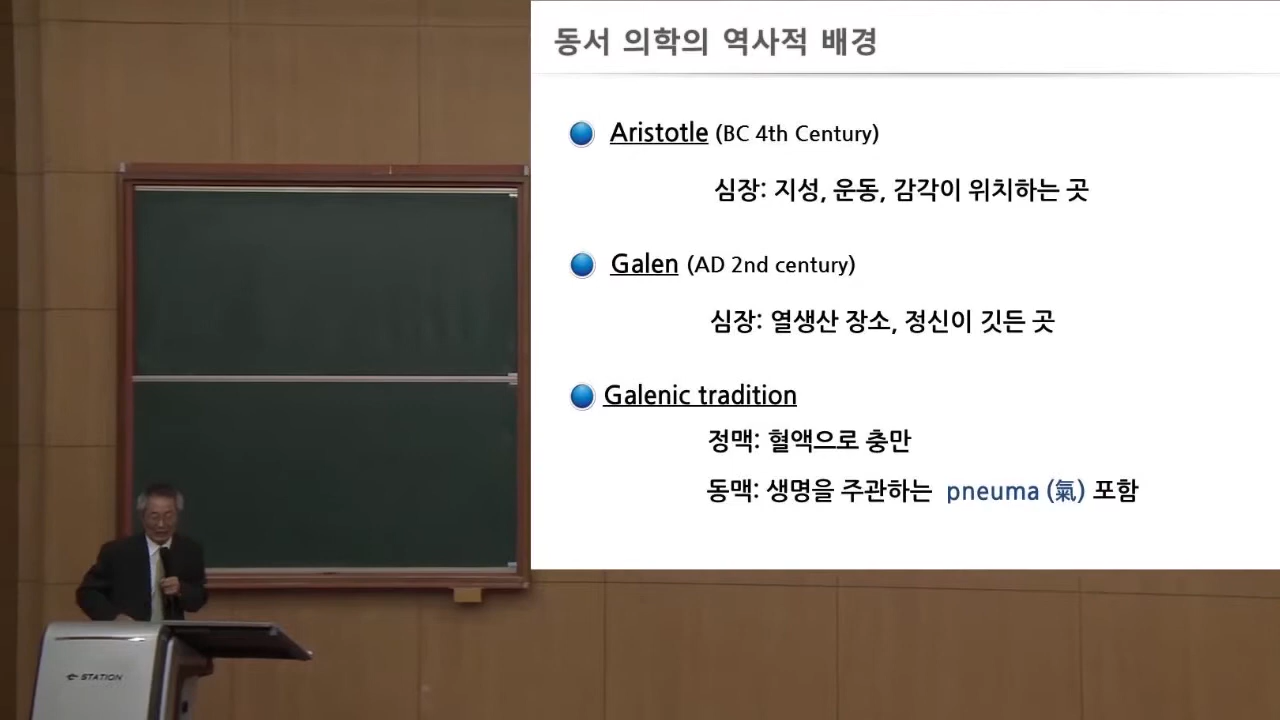 동서 의학의 역사적 배경
Aristotle (BC 4th Century)
심장: 지성, 운동, 감각이 위치하는 곳
Galen (AD 2nd century)
심장: 열생산 장소, 정신이 깃든 곳
Galenic tradition
정맥: 혈액으로 충만
동맥: 생명을 주관하는 pneuma (氣) 포함
e-STATION